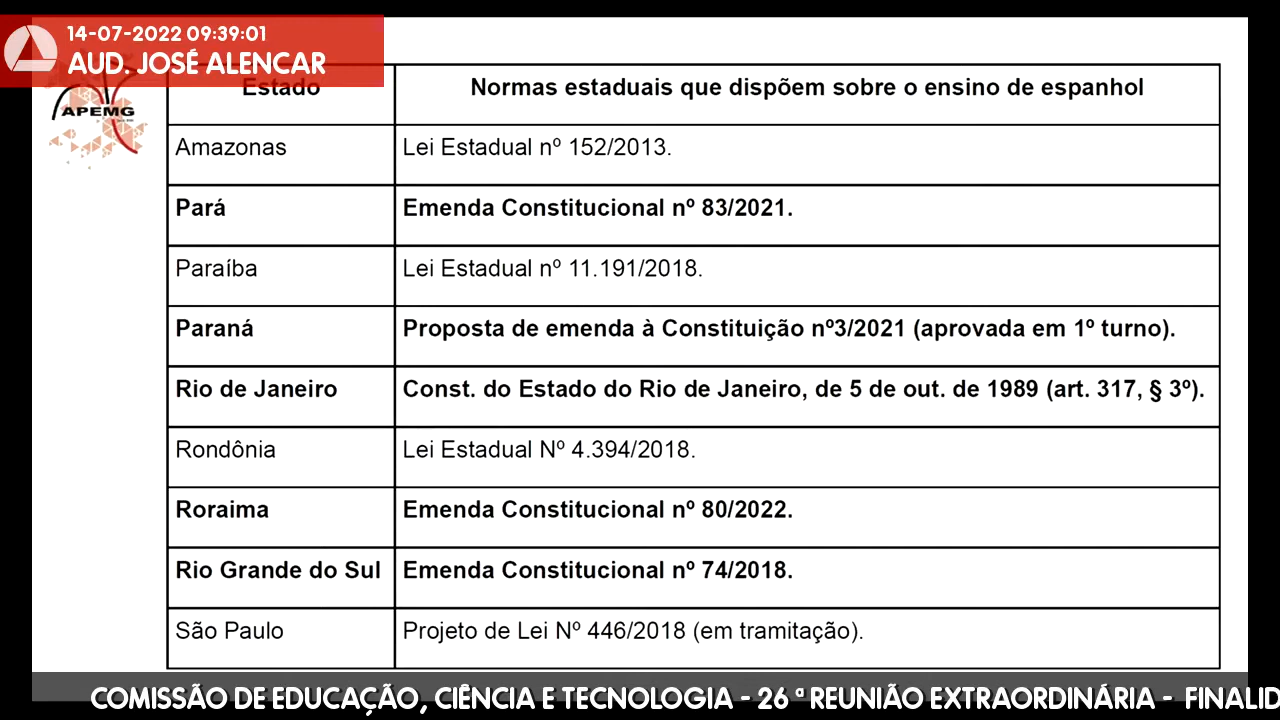 14-07-2022 09:39:01
AUD. JOSÉ ALENCAR
APEMG
Estado Normas estaduais que dispõem sobre o ensino de espanhol
Amazonas Lei Estadual nº 152/2013.
Pará Emenda Constitucional nº 83/2021.
Paraíba Lei Estadual nº 11.191/2018.
Paraná Proposta de emenda à Constituição nº3/2021 (aprovada em 1º turno).
Rio de Janeiro Const. do Estado do Rio de Janeiro, de 5 de out. de 1989 (art. 317, § 3º).
Rondônia Lei Estadual Nº 4.394/2018.
Roraima Emenda Constitucional nº 80/2022.
Rio Grande do Sul Emenda Constitucional nº 74/2018.
São Paulo Projeto de Lei Nº 446/2018 (em tramitação).
COMISSÃO DE EDUCAÇÃO, CIÊNCIA E TECNOLOGIA - 26 ª REUNIÃO EXTRAORDINÁRIA - FINALID